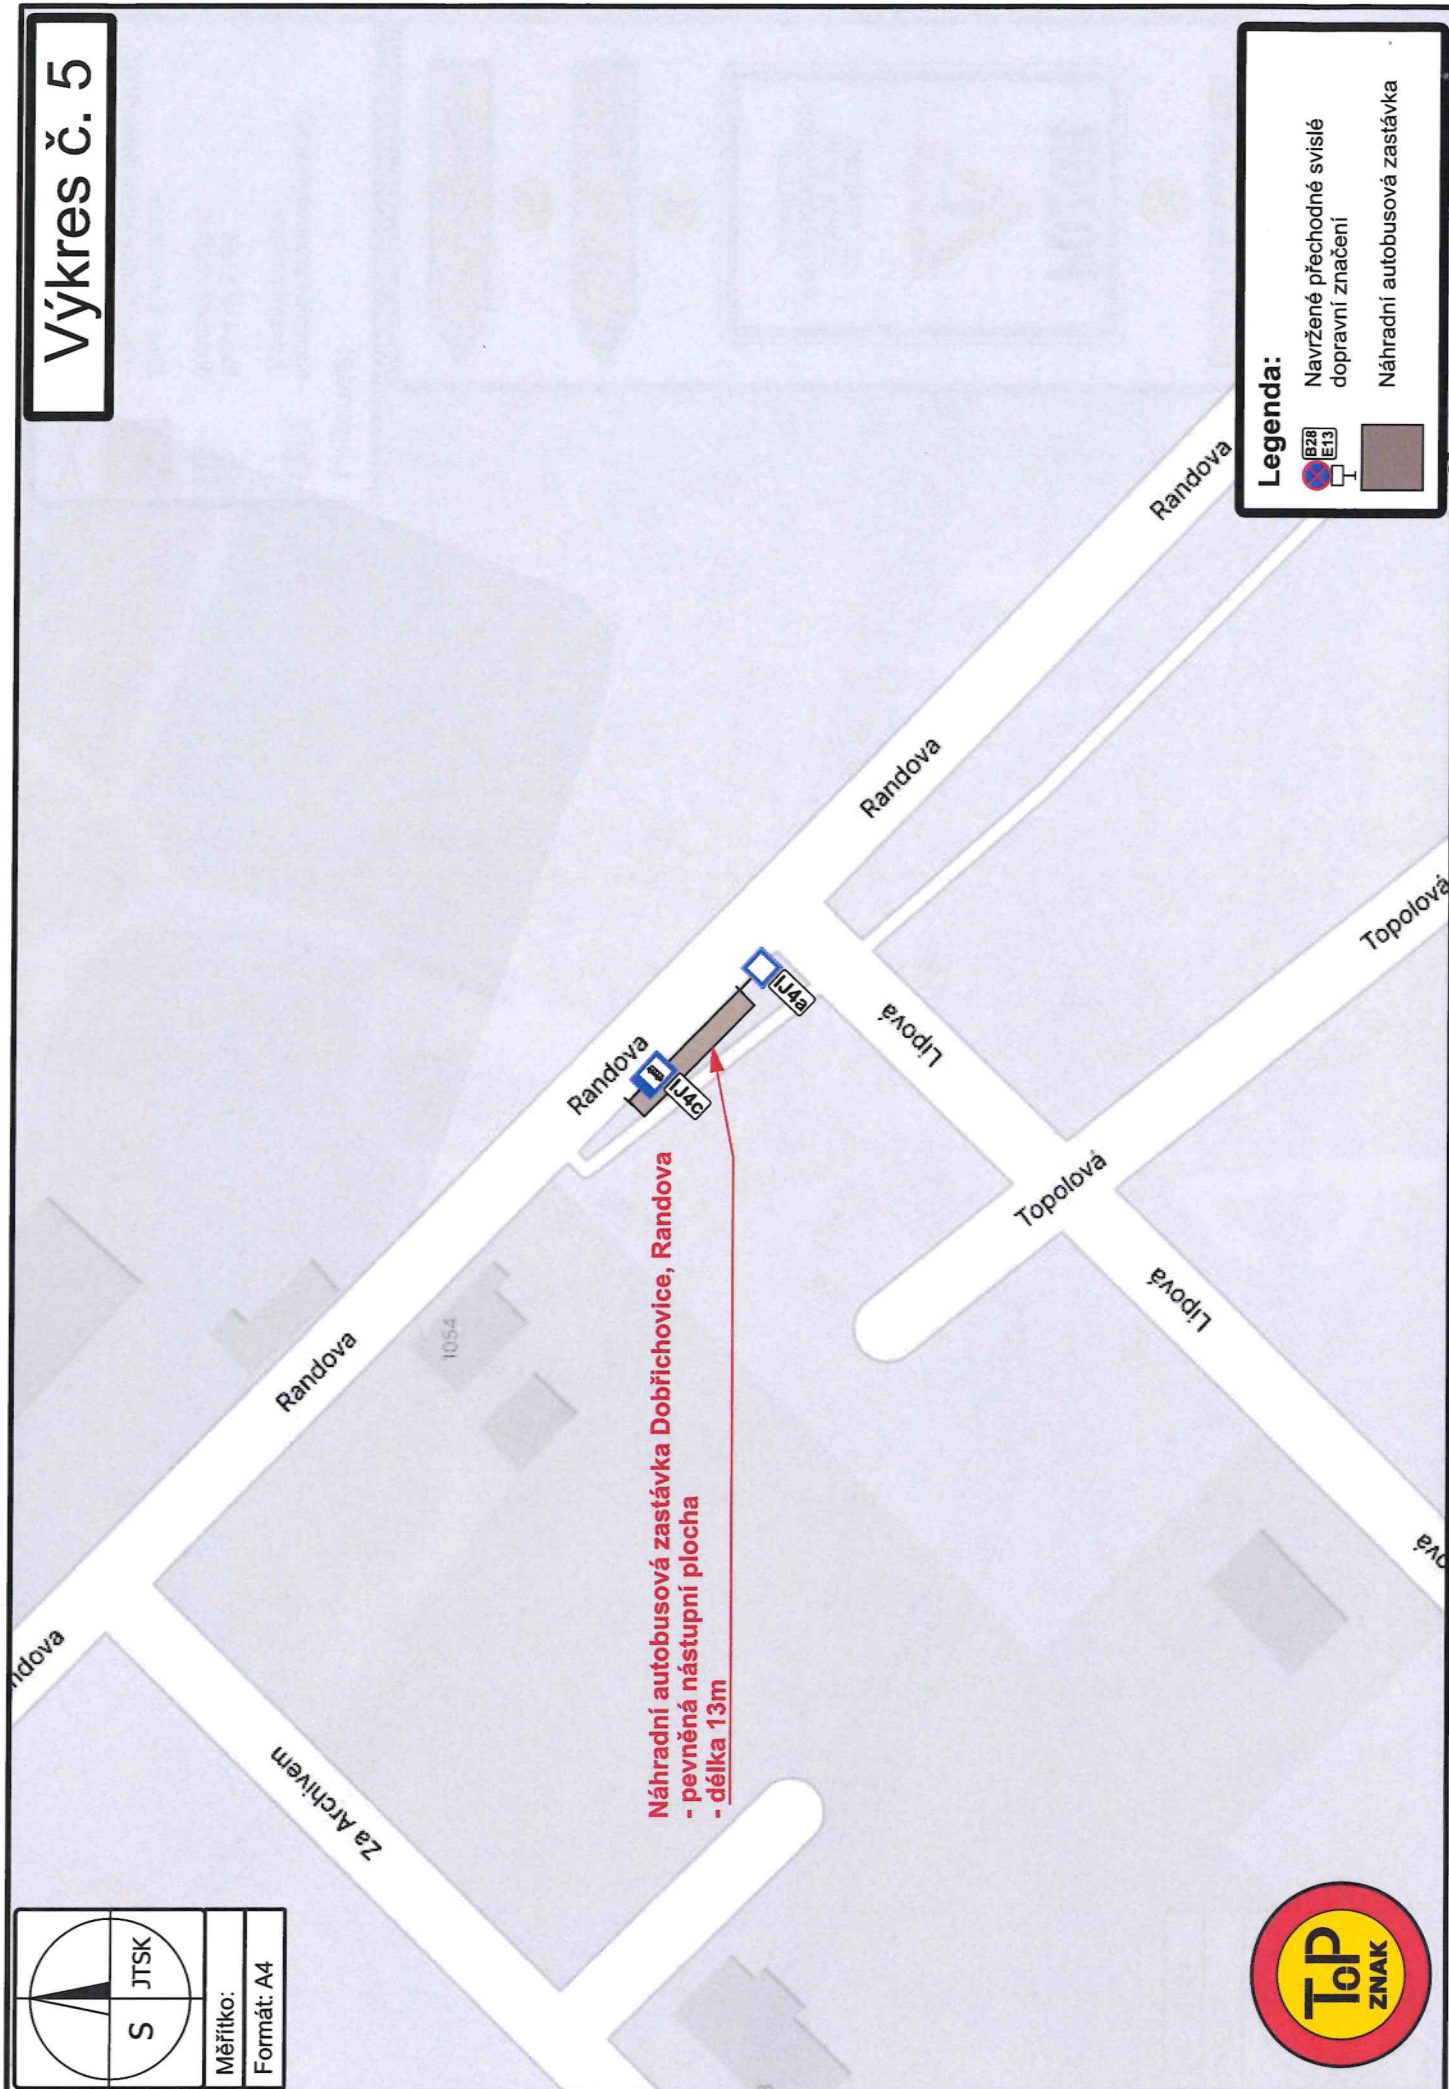 Výkres č. 5
S JTSK
Měřítko:
Formát: A4
ndova
Randova
Randova
Randova
Randova
Za Archivem
1054
IJ4c
IJ4a
Náhradní autobusová zastávka Dobřichovice, Randova
- pevněná nástupní plocha
- délka 13m
Lípová
Lípová
ová
Topolová
Topolová
Legenda:
B28
E13
Navržené přechodné svislé
dopravní značení
Náhradní autobusová zastávka
ToP
ZNAK